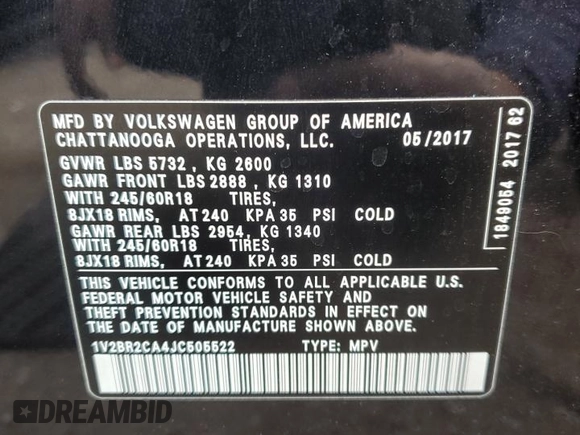 MFD BY VOLKSWAGEN GROUP OF AMERICA
CHATTANOOGA OPERATIONS, LLC. 05/2017
GVWR LBS 5732 , KG 2600
GAWR FRONT LBS 2888 , KG 1310
WITH 245/60R18 TIRES,
8JX18 RIMS, AT 240 KPA 35 PSI COLD
GAWR REAR LBS 2954, KG 1340
WITH 245/60R18 TIRES,
8JX18 RIMS, AT 240 KPA 35 PSI COLD
THIS VEHICLE CONFORMS TO ALL APPLICABLE U.S.
FEDERAL MOTOR VEHICLE SAFETY AND
THEFT PREVENTION STANDARDS IN EFFECT ON
THE DATE OF MANUFACTURE SHOWN ABOVE.
1V2BR2CA4JC505522 TYPE: MPV
1849054 2017 62
DREAMBID